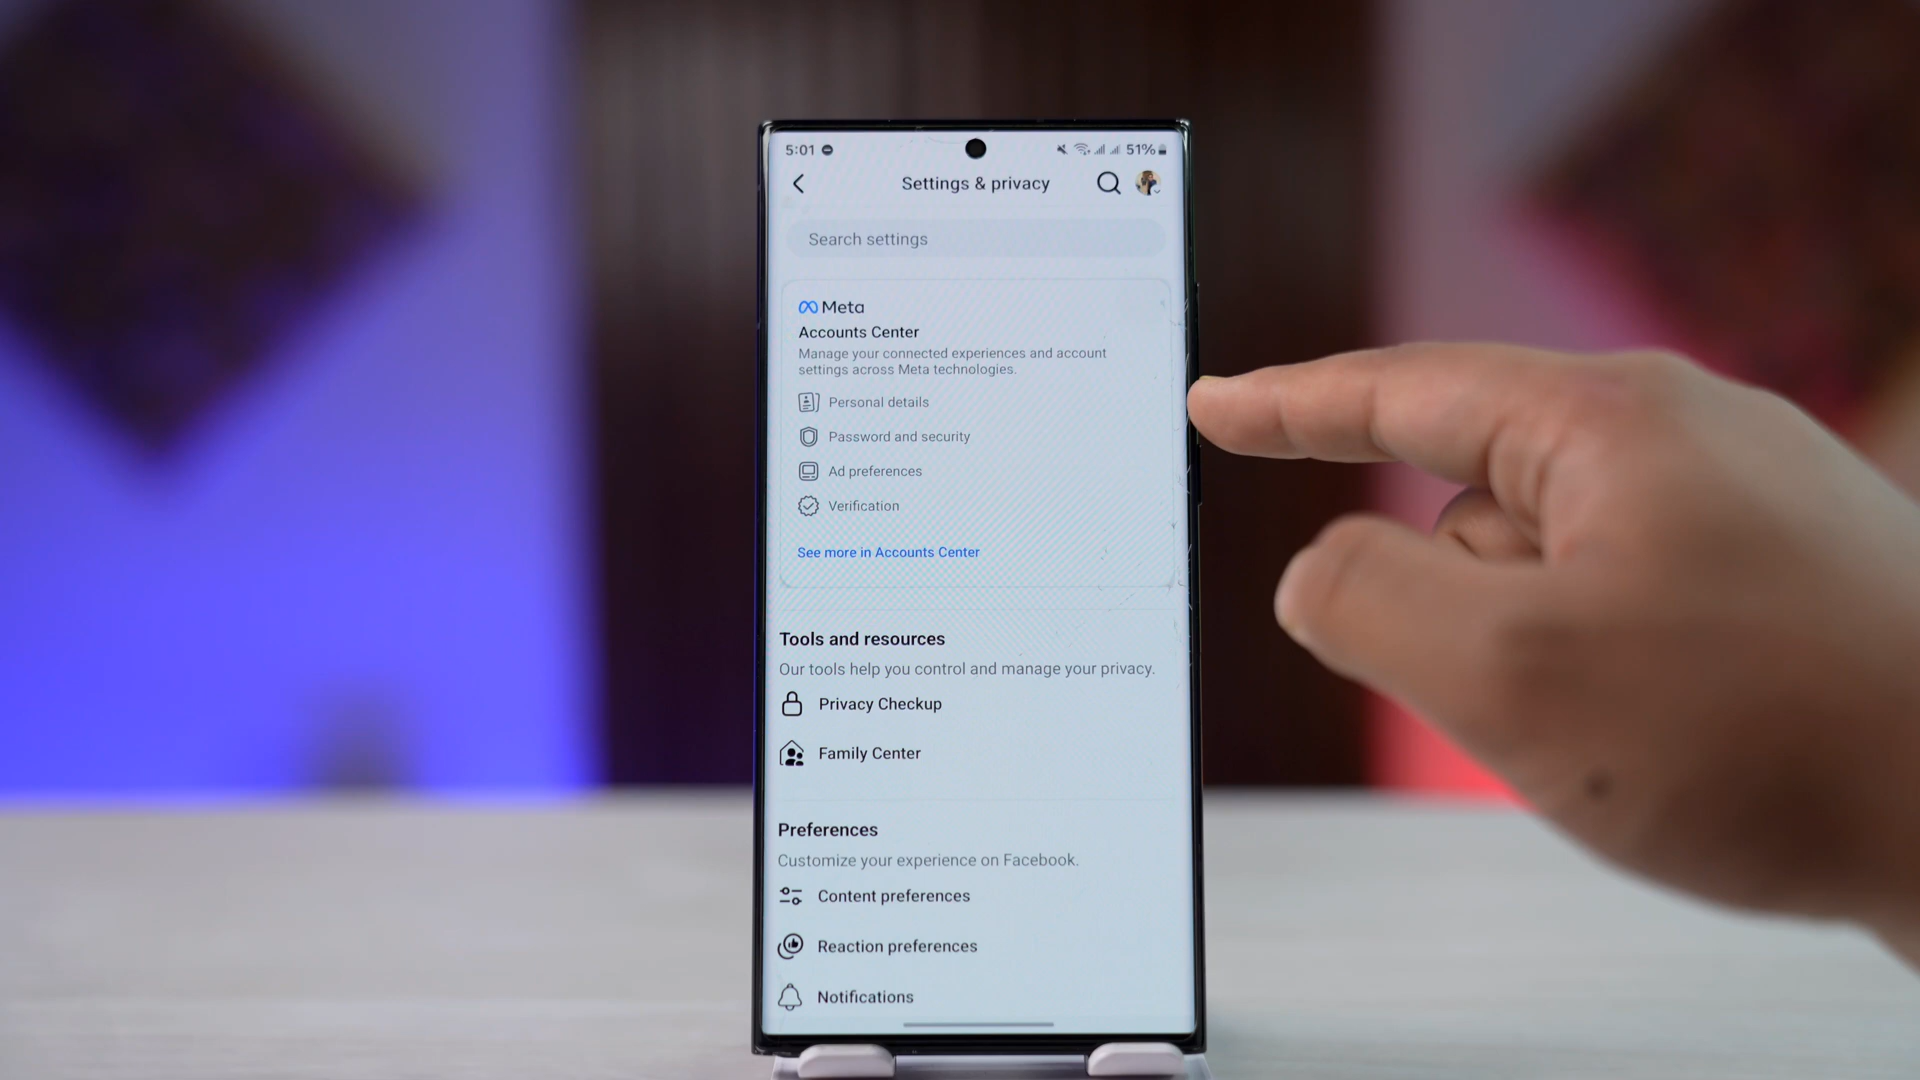 5:01
51%
Settings & privacy
Search settings
Meta
Accounts Center
Manage your connected experiences and account
settings across Meta technologies.
Personal details
Password and security
Ad preferences
Verification
See more in Accounts Center
Tools and resources
Our tools help you control and manage your privacy.
Privacy Checkup
Family Center
Preferences
Customize your experience on Facebook.
Content preferences
Reaction preferences
Notifications